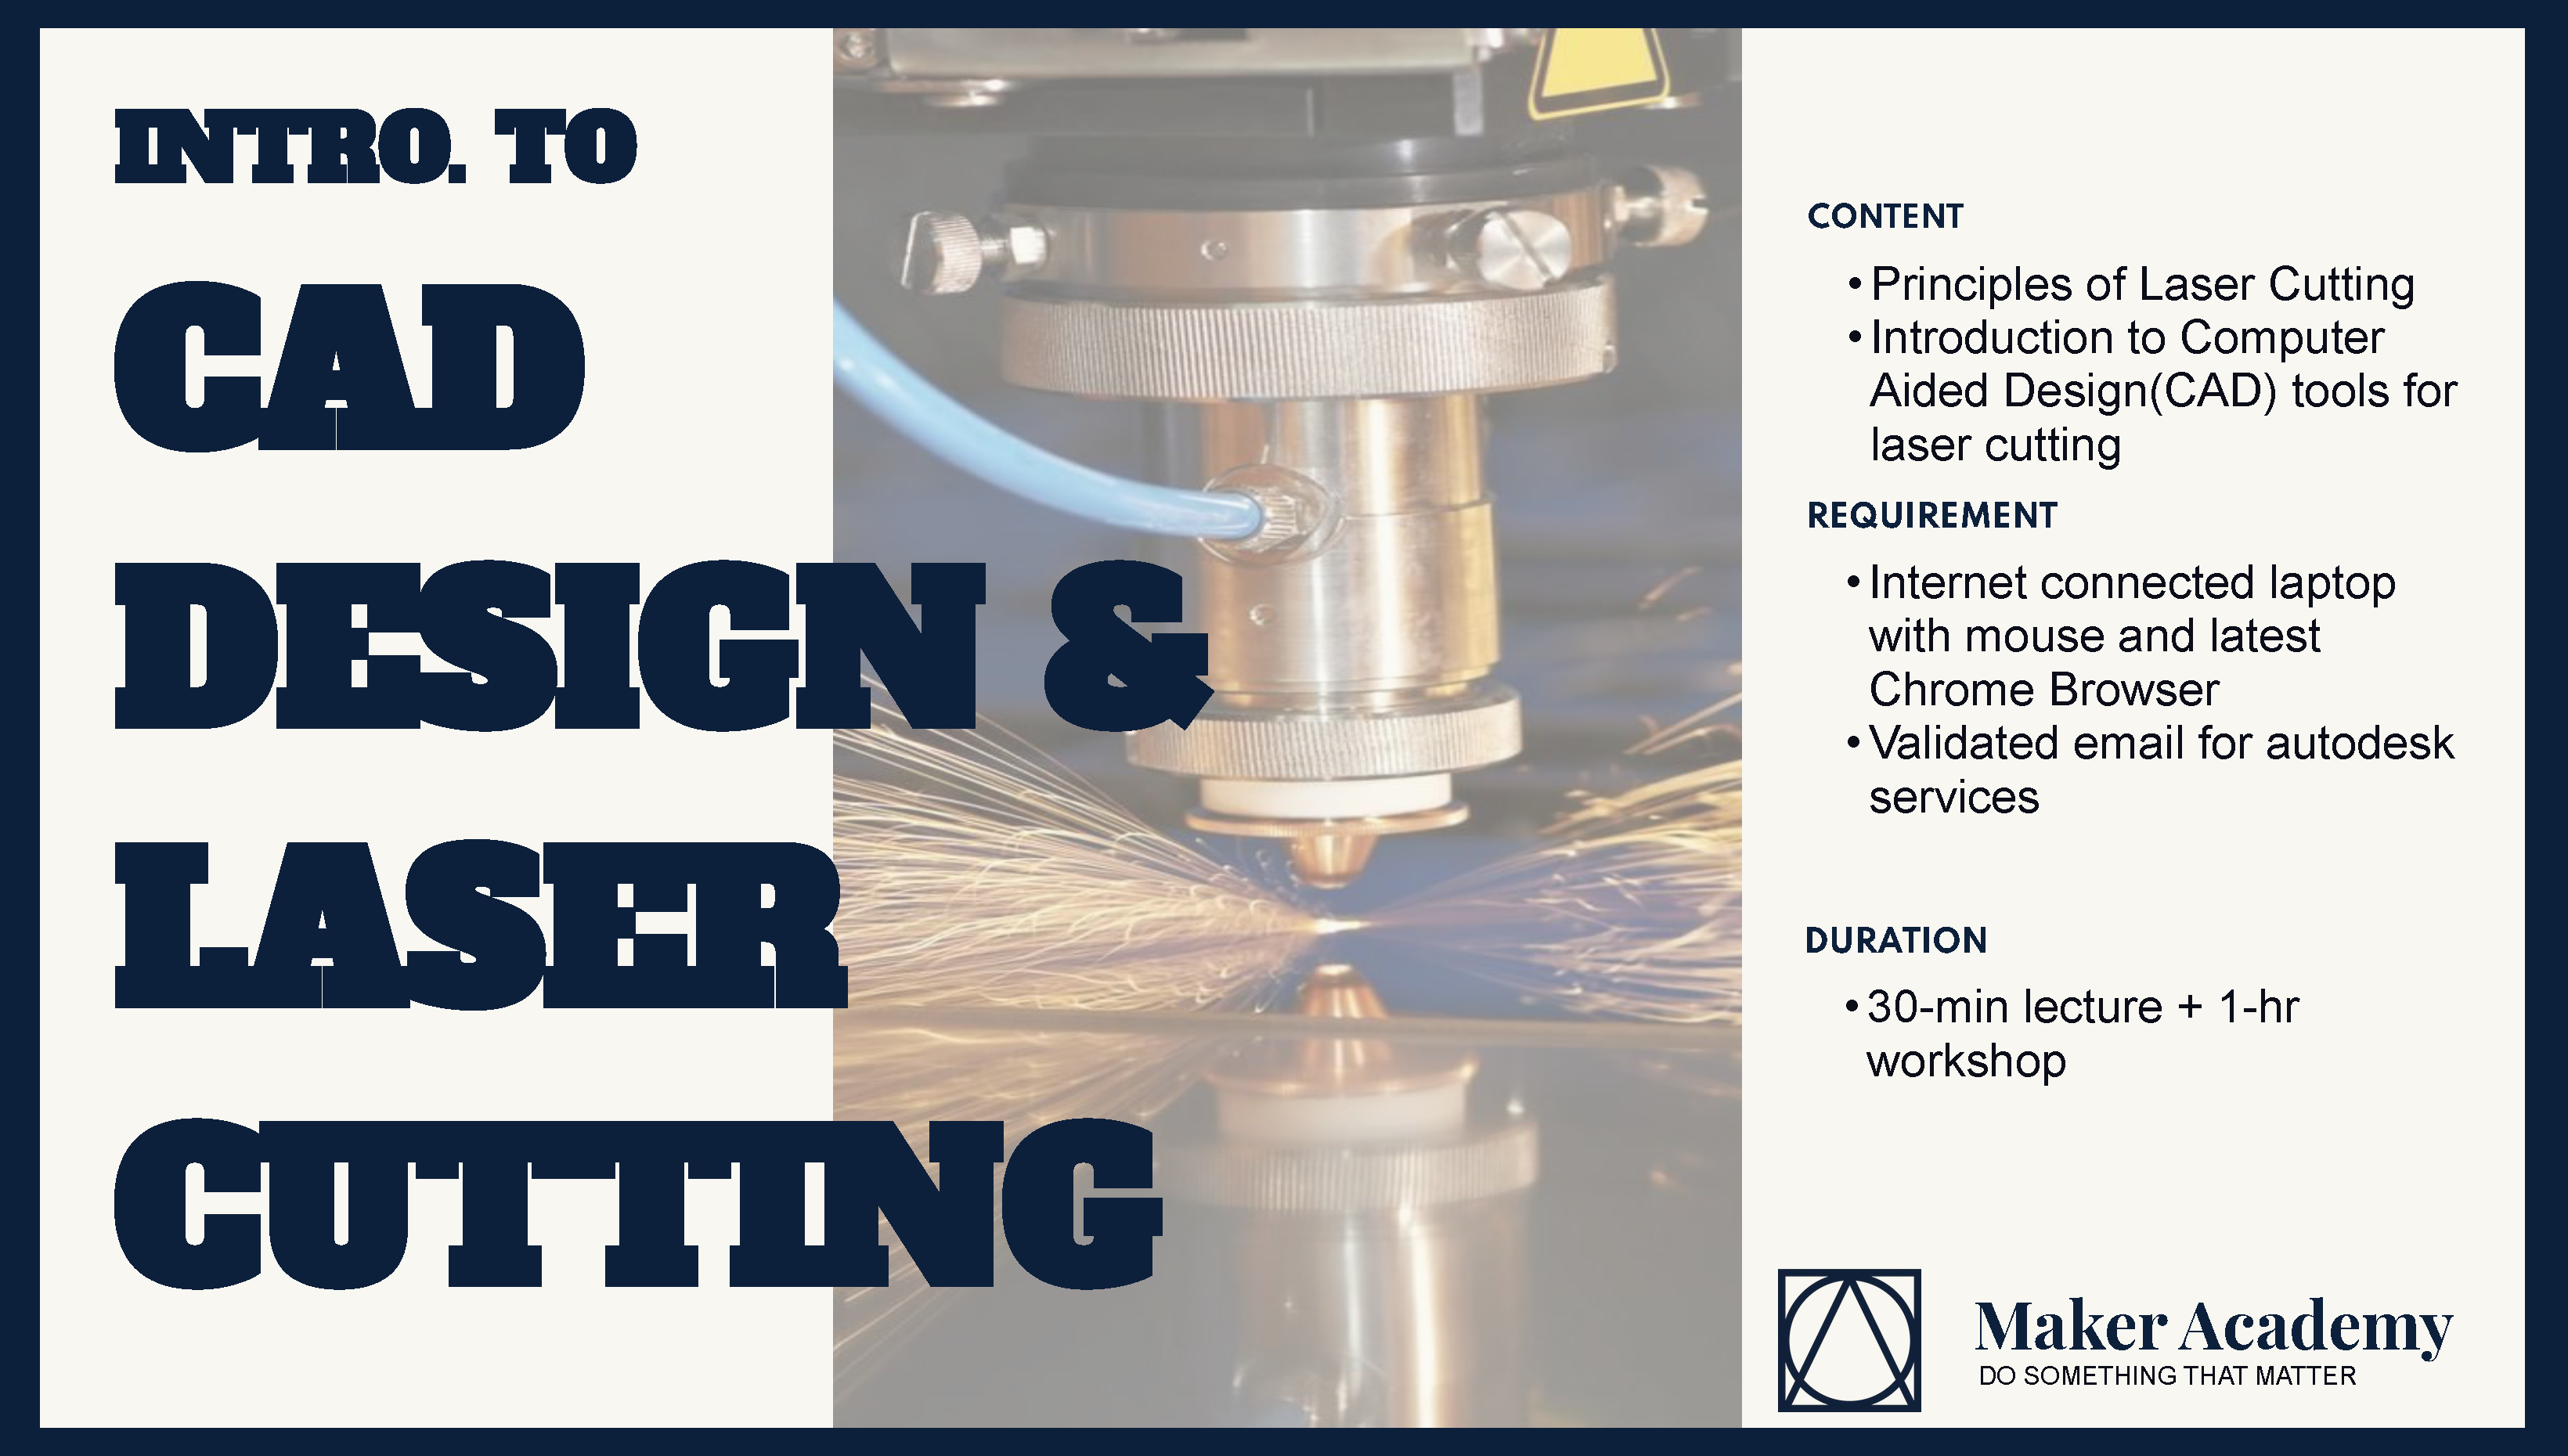 INTRO. TO
CAD
DESIGN &
LASER
CUTTING
CONTENT
• Principles of Laser Cutting
• Introduction to Computer
Aided Design(CAD) tools for
laser cutting
REQUIREMENT
• Internet connected laptop
with mouse and latest
Chrome Browser
• Validated email for autodesk
services
DURATION
• 30-min lecture + 1-hr
workshop
Maker Academy
DO SOMETHING THAT MATTER